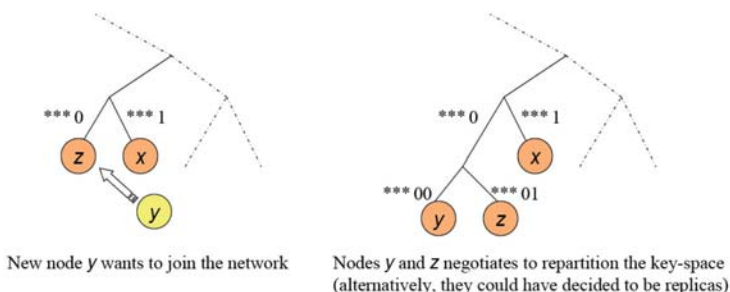 *** 0
*** 1
z
x
y
New node y wants to join the network
*** 0
*** 1
x
*** 00
*** 01
y
z
Nodes y and z negotiates to repartition the key-space
(alternatively, they could have decided to be replicas)